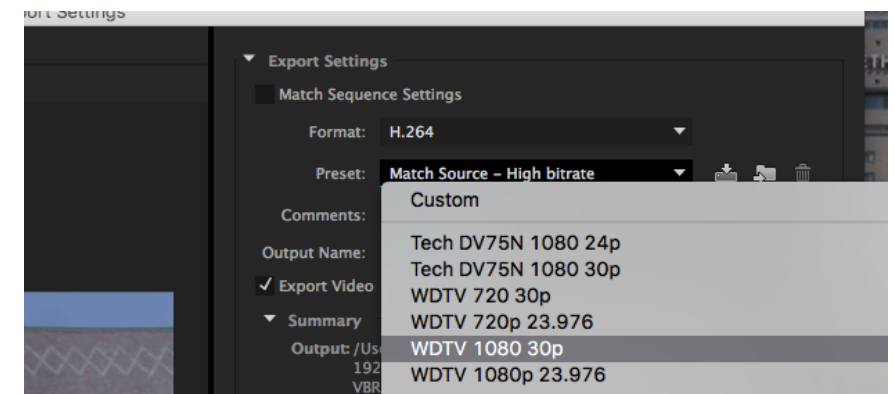 Export Settings
Match Sequence Settings
Format: H.264
Preset: Match Source – High bitrate
Custom
Comments:
Tech DV75N 1080 24p
Output Name:
Tech DV75N 1080 30p
Export Video
WDTV 720 30p
Summary
WDTV 720p 23.976
Output: /Us
WDTV 1080 30p
192
WDTV 1080p 23.976
VBR